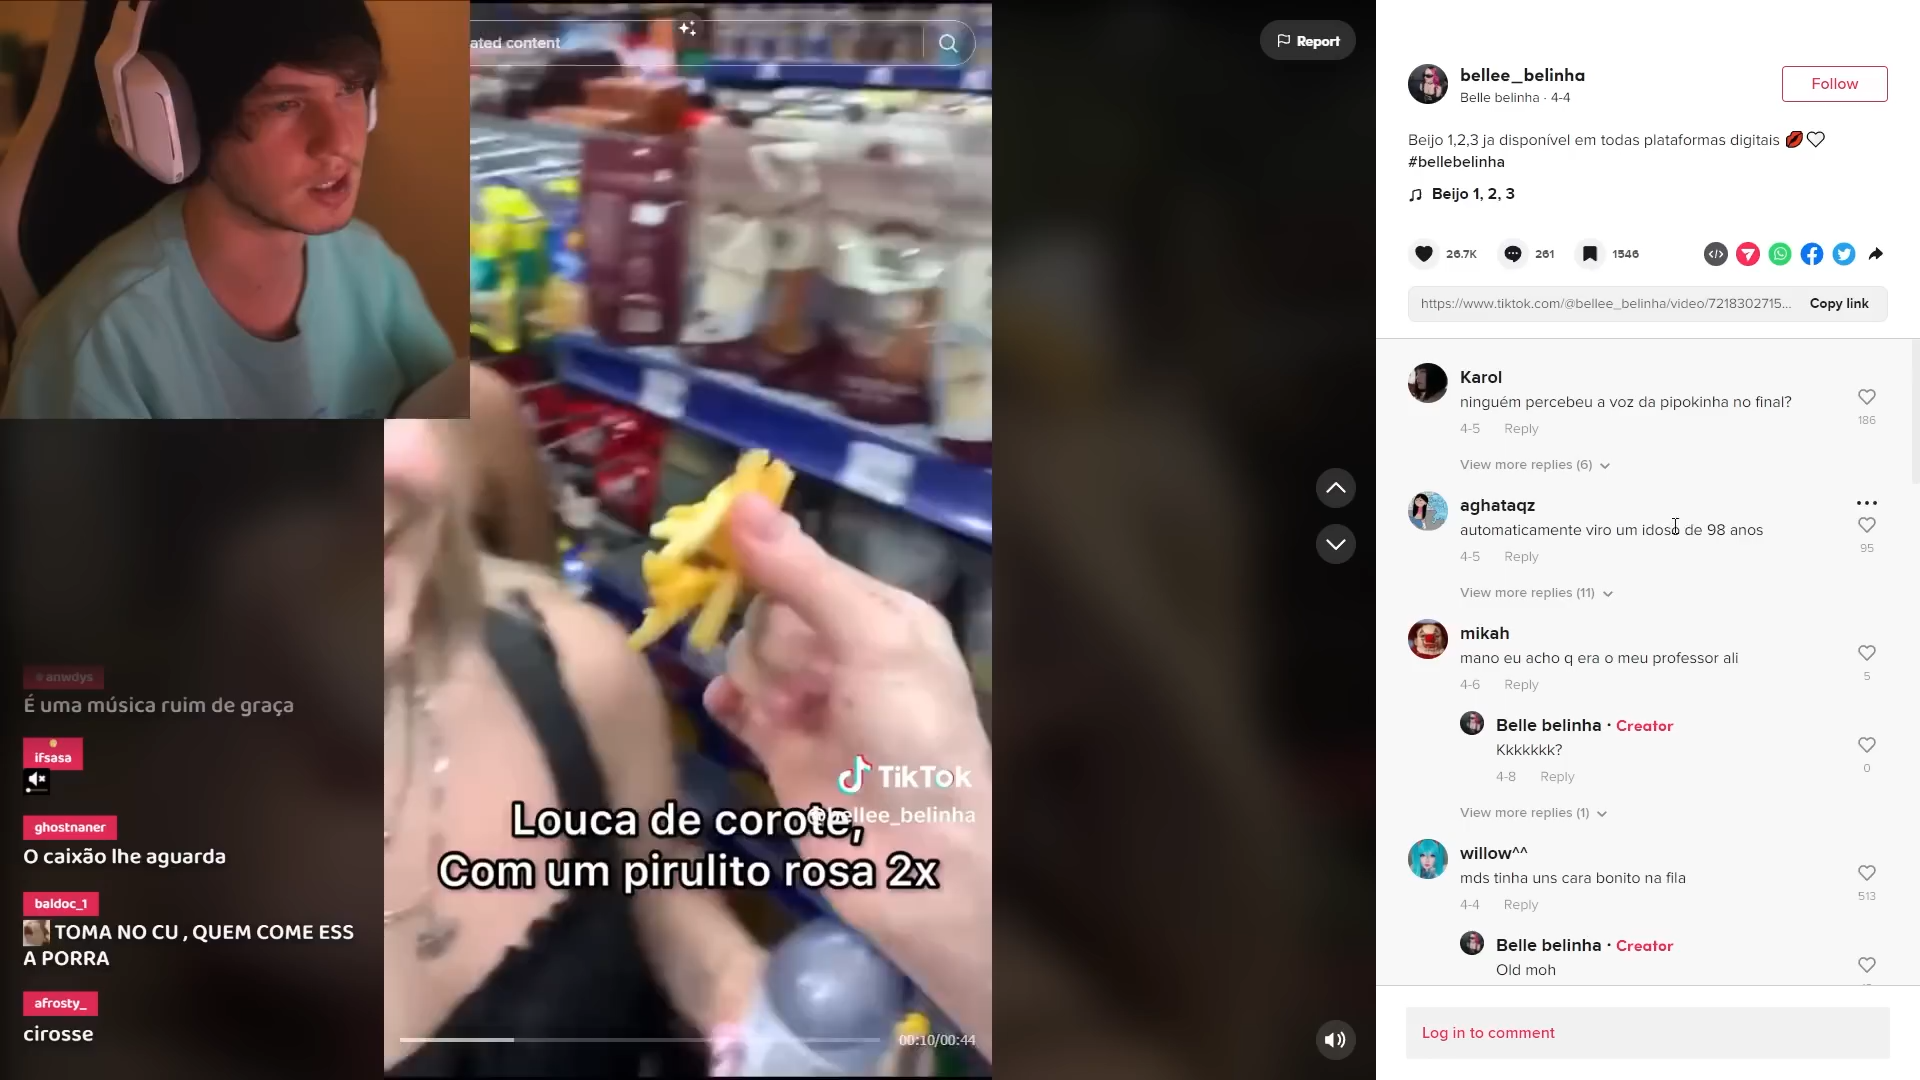 ated content
Report
# anwdys
É uma música ruim de graça
ifsasa
ghostnaner
O caixão lhe aguarda
baldoc_1
TOMA NO CU , QUEM COME ESS
A PORRA
afrosty_
cirosse
TikTok
@bellee_belinha
Louca de corote,
Com um pirulito rosa 2x
00:10/00:44
bellee_belinha
Belle belinha · 4-4
Follow
Beijo 1,2,3 ja disponível em todas plataformas digitais 💋🤍
#bellebelinha
Beijo 1, 2, 3
26.7K
261
1546
https://www.tiktok.com/@bellee_belinha/video/7218302715...
Copy link
Karol
ninguém percebeu a voz da pipokinha no final?
186
4-5 Reply
View more replies (6)
aghataqz
automaticamente viro um idoso de 98 anos
95
4-5 Reply
View more replies (11)
mikah
mano eu acho q era o meu professor ali
5
4-6 Reply
Belle belinha · Creator
Kkkkkkk?
0
4-8 Reply
View more replies (1)
willow^^
mds tinha uns cara bonito na fila
513
4-4 Reply
Belle belinha · Creator
Old moh
Log in to comment